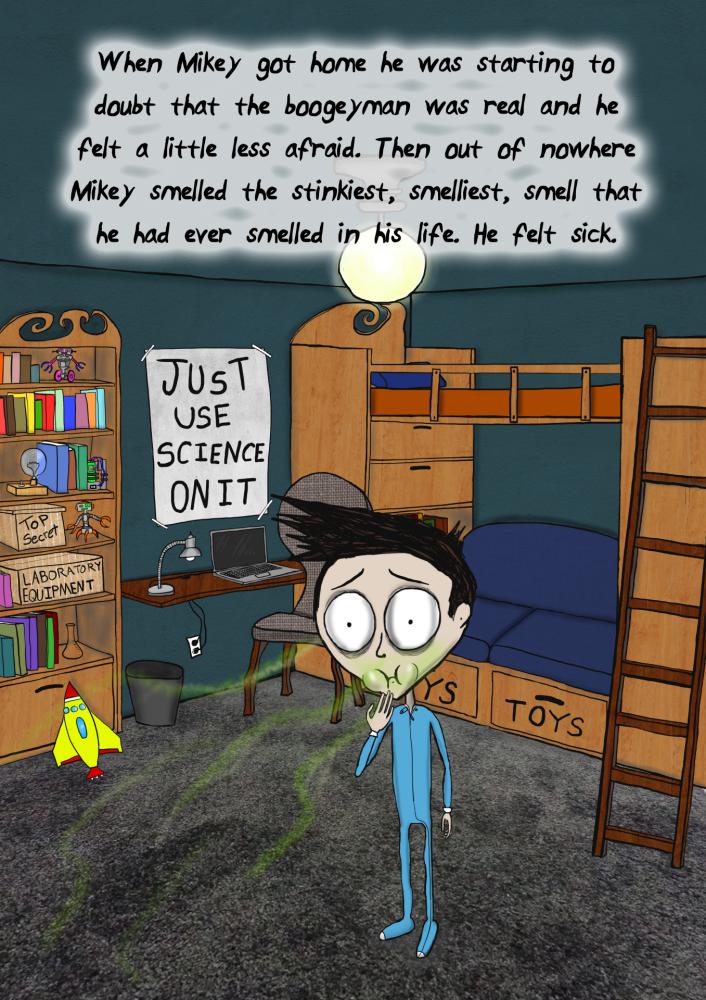 When Mikey got home he was starting to
doubt that the boogeyman was real and he
felt a little less afraid. Then out of nowhere
Mikey smelled the stinkiest, smelliest, smell that
he had ever smelled in his life. He felt sick.
JUST
USE
SCIENCE
ON IT
TOP
Secret
LABORATORY
EQUIPMENT
YS
TOYS